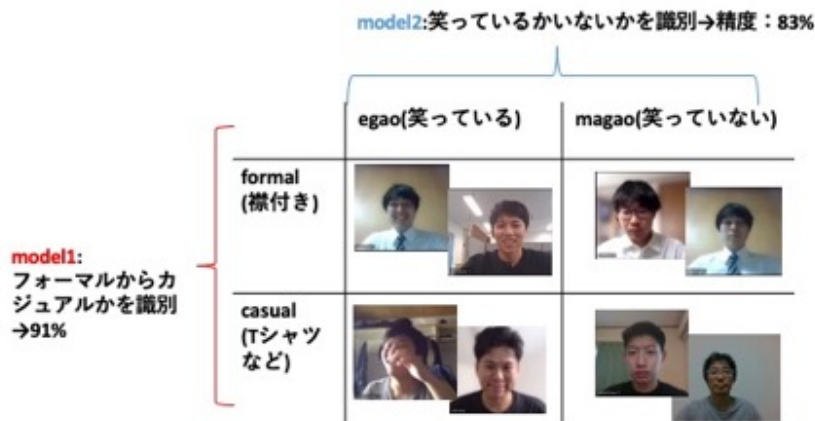 model2:笑っているかいないかを識別→精度：83%
egao(笑っている)
magao(笑っていない)
formal
(襟付き)
model1:
フォーマルからカ
ジュアルかを識別
→91%
casual
(Tシャツ
など)